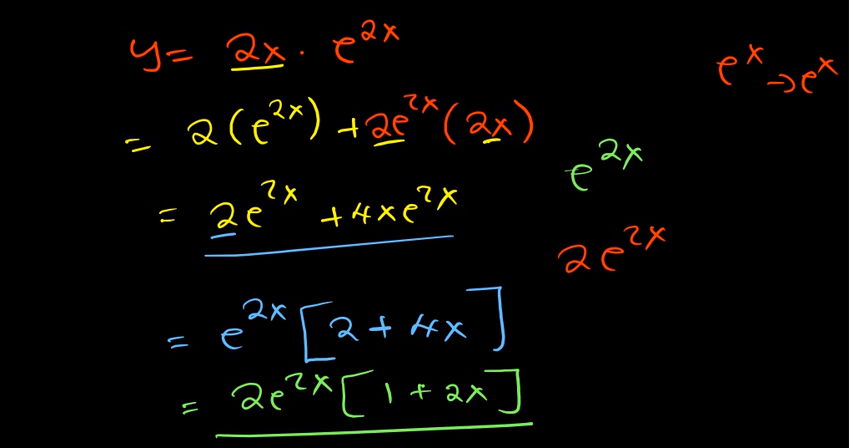 y = 2x · e^{2x}
e^x → e^x
= 2(e^{2x}) + 2e^{2x}(2x)
e^{2x}
= 2e^{2x} + 4xe^{2x}
2e^{2x}
= e^{2x}[2 + 4x]
= 2e^{2x}[1 + 2x]